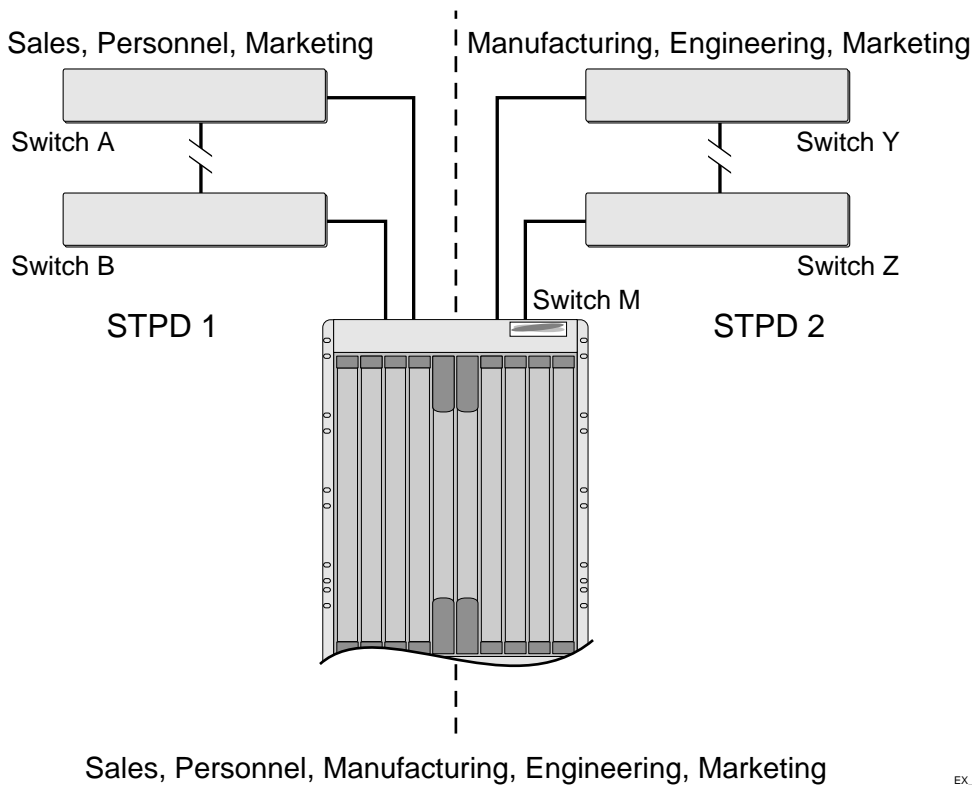 Sales, Personnel, Marketing
Manufacturing, Engineering, Marketing
Switch A
Switch Y
Switch B
Switch Z
Switch M
STPD 1
STPD 2
Sales, Personnel, Manufacturing, Engineering, Marketing
EX_